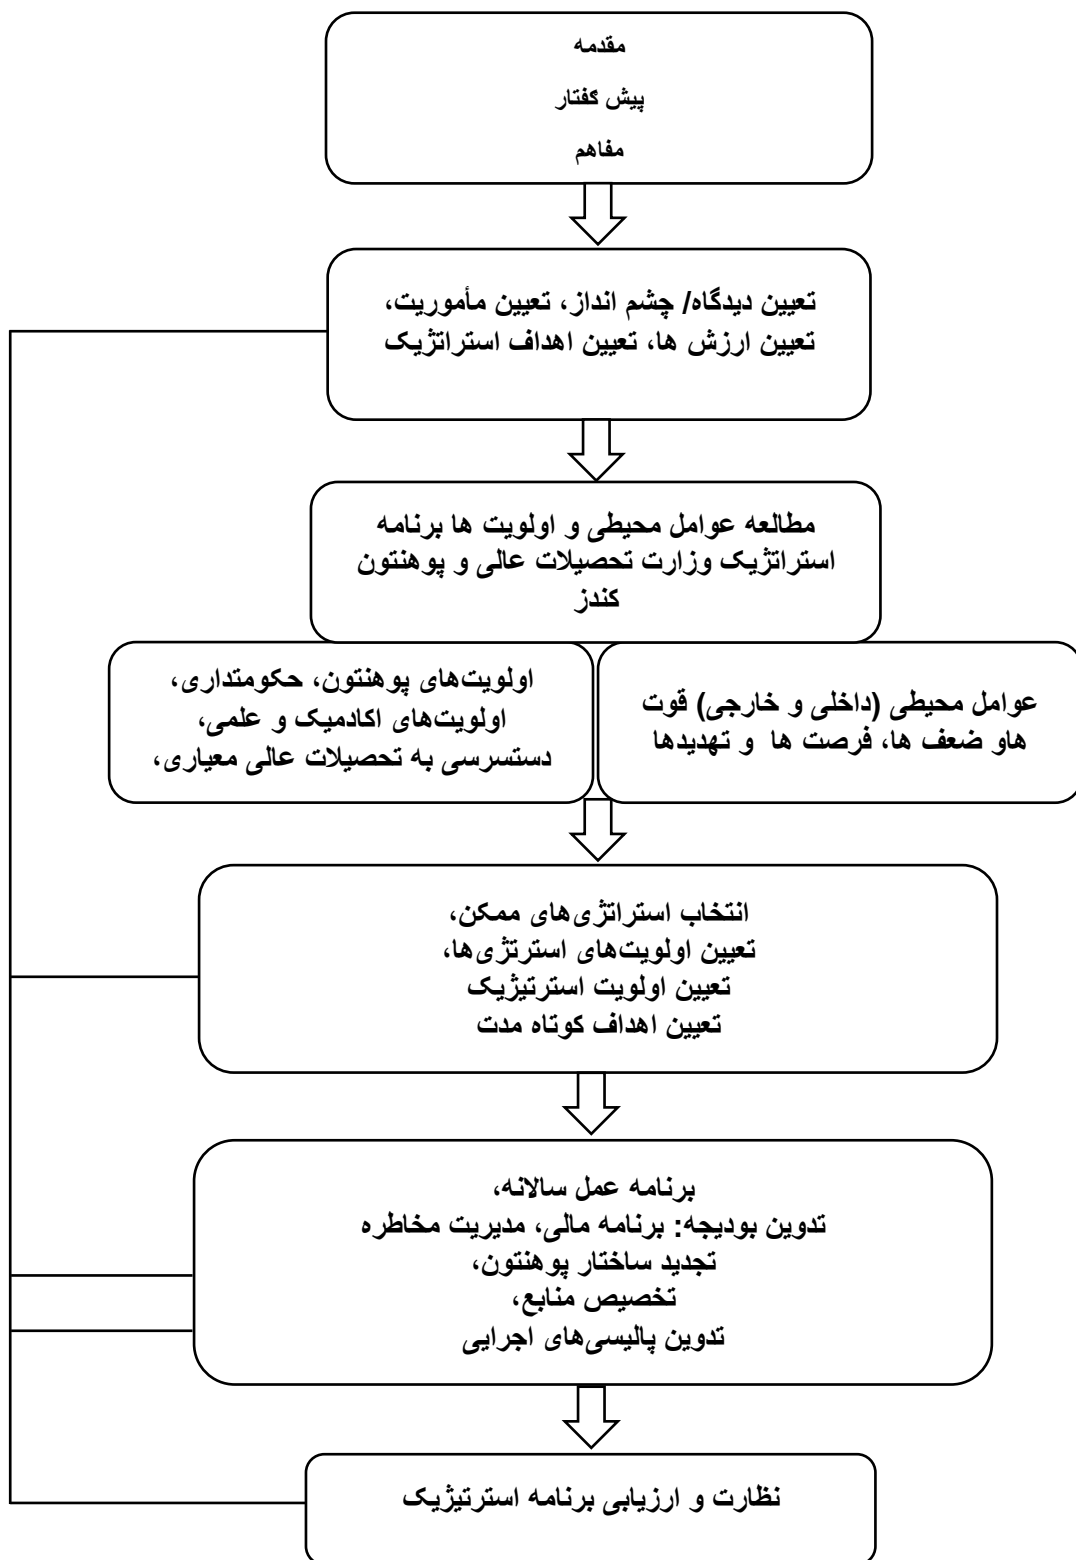 مقدمه
پیش گفتار
مفاهم
تعیین دیدگاه/ چشم انداز، تعیین مأموریت،
تعیین ارزش ها، تعیین اهداف استراتژیک
مطالعه عوامل محیطی و اولویت ها برنامه
استراتژیک وزارت تحصیلات عالی و پوهنتون
کندز
عوامل محیطی (داخلی و خارجی) قوت
هاو ضعف ها، فرصت ها و تهدیدها
اولویت‌های پوهنتون، حکومتداری،
اولویت‌های اکادمیک و علمی،
دستسرسی به تحصیلات عالی معیاری،
انتخاب استراتژی‌های ممکن،
تعیین اولویت‌های استرتژی‌ها،
تعیین اولویت استرتیژیک
تعیین اهداف کوتاه مدت
برنامه عمل سالانه،
تدوین بودیجه: برنامه مالی، مدیریت مخاطره
تجدید ساختار پوهنتون،
تخصیص منابع،
تدوین پالیسی‌های اجرایی
نظارت و ارزیابی برنامه استرتیژیک